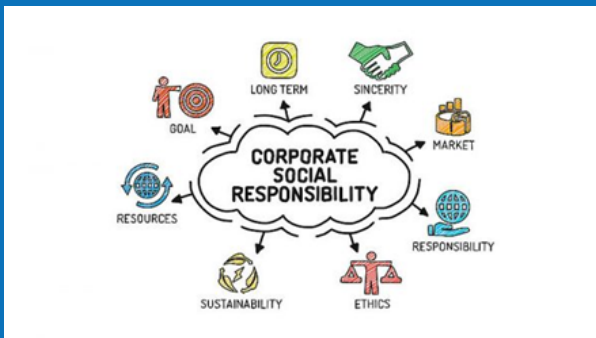 LONG TERM
SINCERITY
GOAL
MARKET
CORPORATE
SOCIAL
RESPONSIBILITY
RESOURCES
RESPONSIBILITY
SUSTAINABILITY
ETHICS